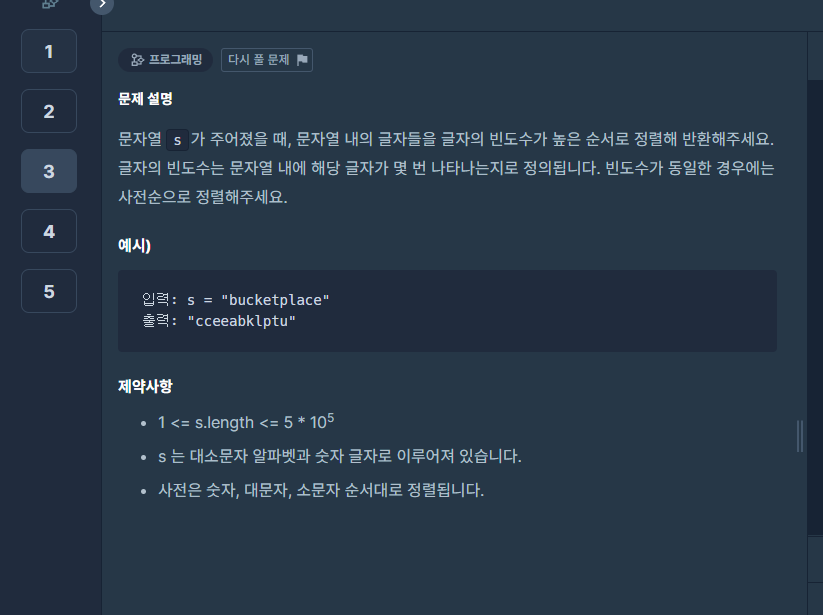 1
2
3
4
5
프로그래밍 다시 풀 문제
문제 설명
문자열 s 가 주어졌을 때, 문자열 내의 글자들을 글자의 빈도수가 높은 순서로 정렬해 반환해주세요.
글자의 빈도수는 문자열 내에 해당 글자가 몇 번 나타나는지로 정의됩니다. 빈도수가 동일한 경우에는
사전순으로 정렬해주세요.
예시)
입력: s = "bucketplace"
출력: "cceeabklptu"
제약사항
• 1 <= s.length <= 5 * 10⁵
• s 는 대소문자 알파벳과 숫자 글자로 이루어져 있습니다.
• 사전은 숫자, 대문자, 소문자 순서대로 정렬됩니다.